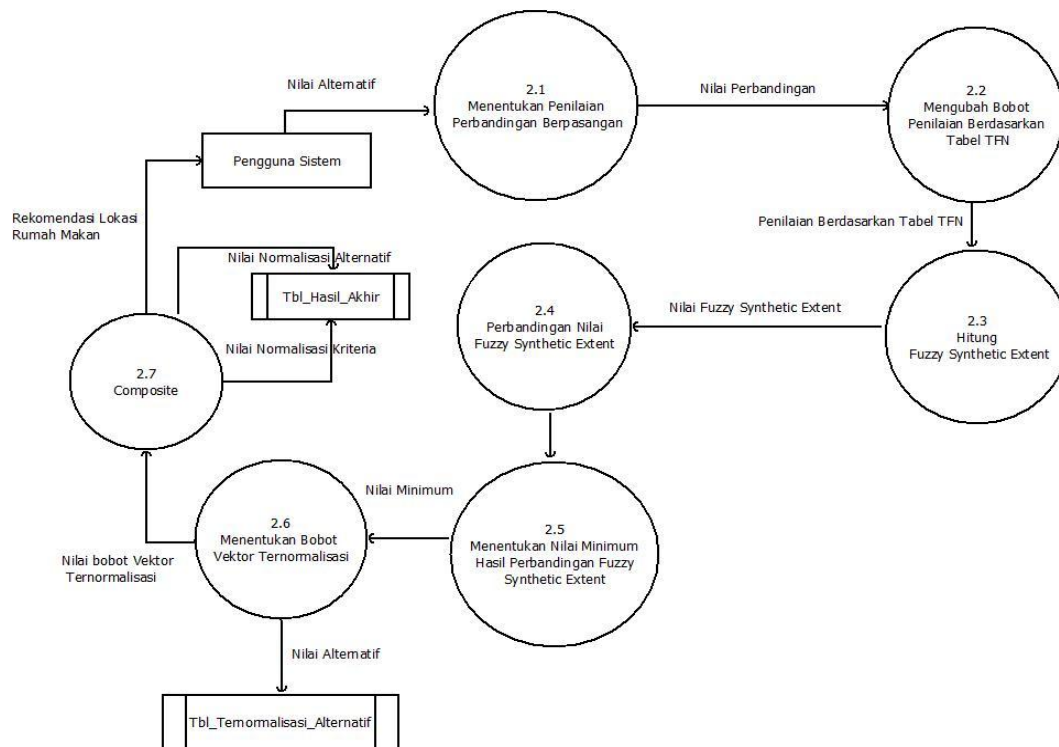 Nilai Alternatif
2.1
Menentukan Penilaian
Perbandingan Berpasangan
Nilai Perbandingan
2.2
Mengubah Bobot
Penilaian Berdasarkan
Tabel TFN
Pengguna Sistem
Rekomendasi Lokasi
Rumah Makan
Penilaian Berdasarkan Tabel TFN
Nilai Normalisasi Alternatif
Tbl_Hasil_Akhir
Nilai Normalisasi Kriteria
2.4
Perbandingan Nilai
Fuzzy Synthetic Extent
Nilai Fuzzy Synthetic Extent
2.3
Hitung
Fuzzy Synthetic Extent
2.7
Composite
Nilai Minimum
2.6
Menentukan Bobot
Vektor Ternormalisasi
2.5
Menentukan Nilai Minimum
Hasil Perbandingan Fuzzy
Synthetic Extent
Nilai bobot Vektor
Ternormalisasi
Nilai Alternatif
Tbl_Ternormalisasi_Alternatif